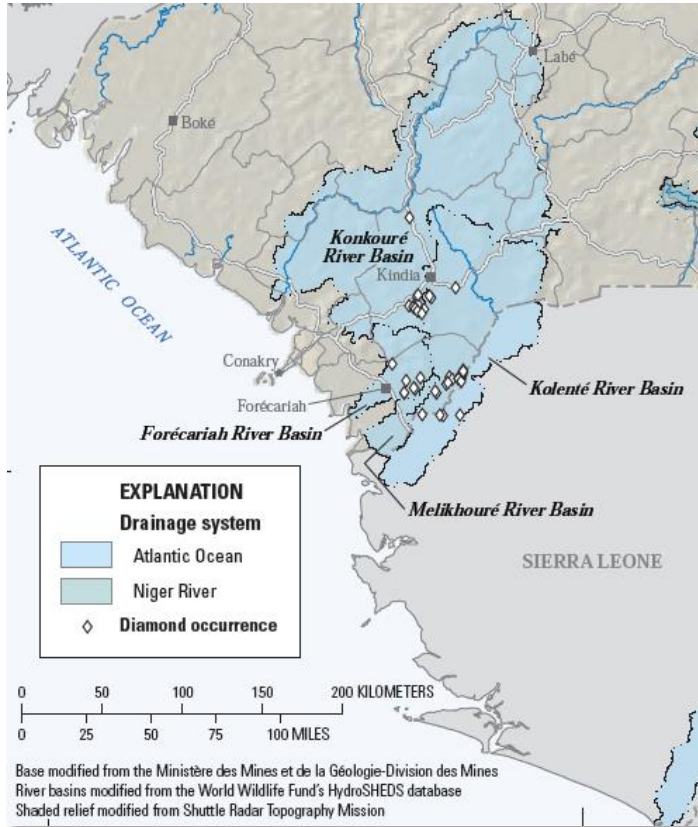 Labé
Boké
ATLANTIC OCEAN
Konkouré
River Basin
Kindia
Conakry
Kolenté River Basin
Forécariah
Forécariah River Basin
Melikhouré River Basin
SIERRA LEONE
EXPLANATION
Drainage system
Atlantic Ocean
Niger River
Diamond occurrence
0 50 100 150 200 KILOMETERS
0 25 50 75 100 MILES
Base modified from the Ministère des Mines et de la Géologie-Division des Mines
River basins modified from the World Wildlife Fund's HydroSHEDS database
Shaded relief modified from Shuttle Radar Topography Mission